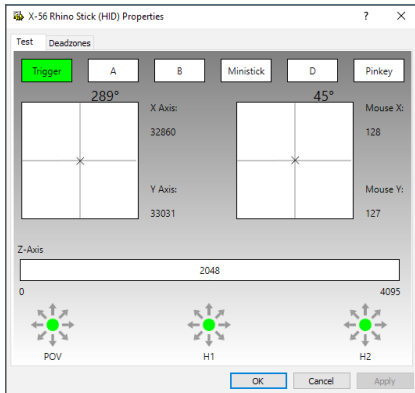 X-56 Rhino Stick (HID) Properties
? X
Test Deadzones
Trigger A B Ministick D Pinkey
289° 45°
X Axis: Mouse X:
32860 128
Y Axis: Mouse Y:
33031 127
Z-Axis
2048
0 4095
POV H1 H2
OK Cancel Apply